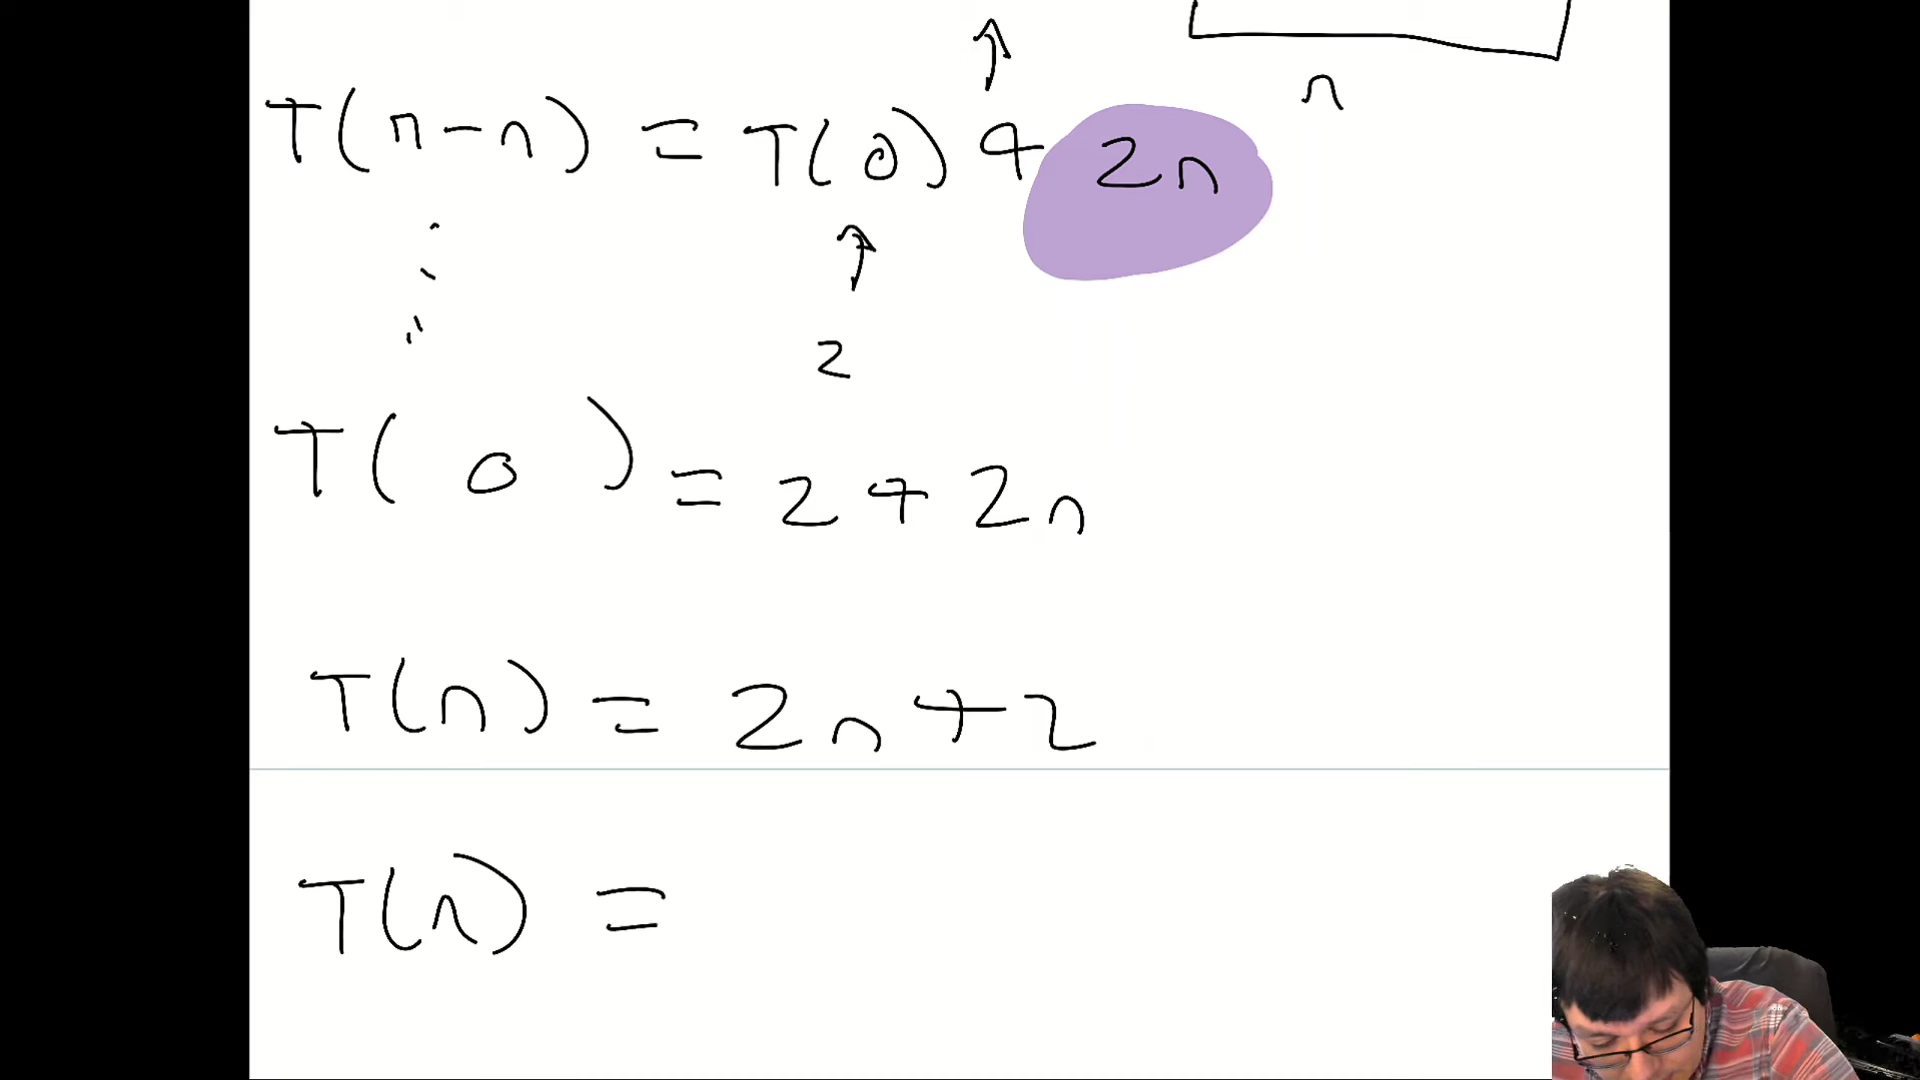 n
T(n-n) = T(0) + 2n
2
T( 0 ) = 2 + 2n
T(n) = 2n + 2
T(n) =